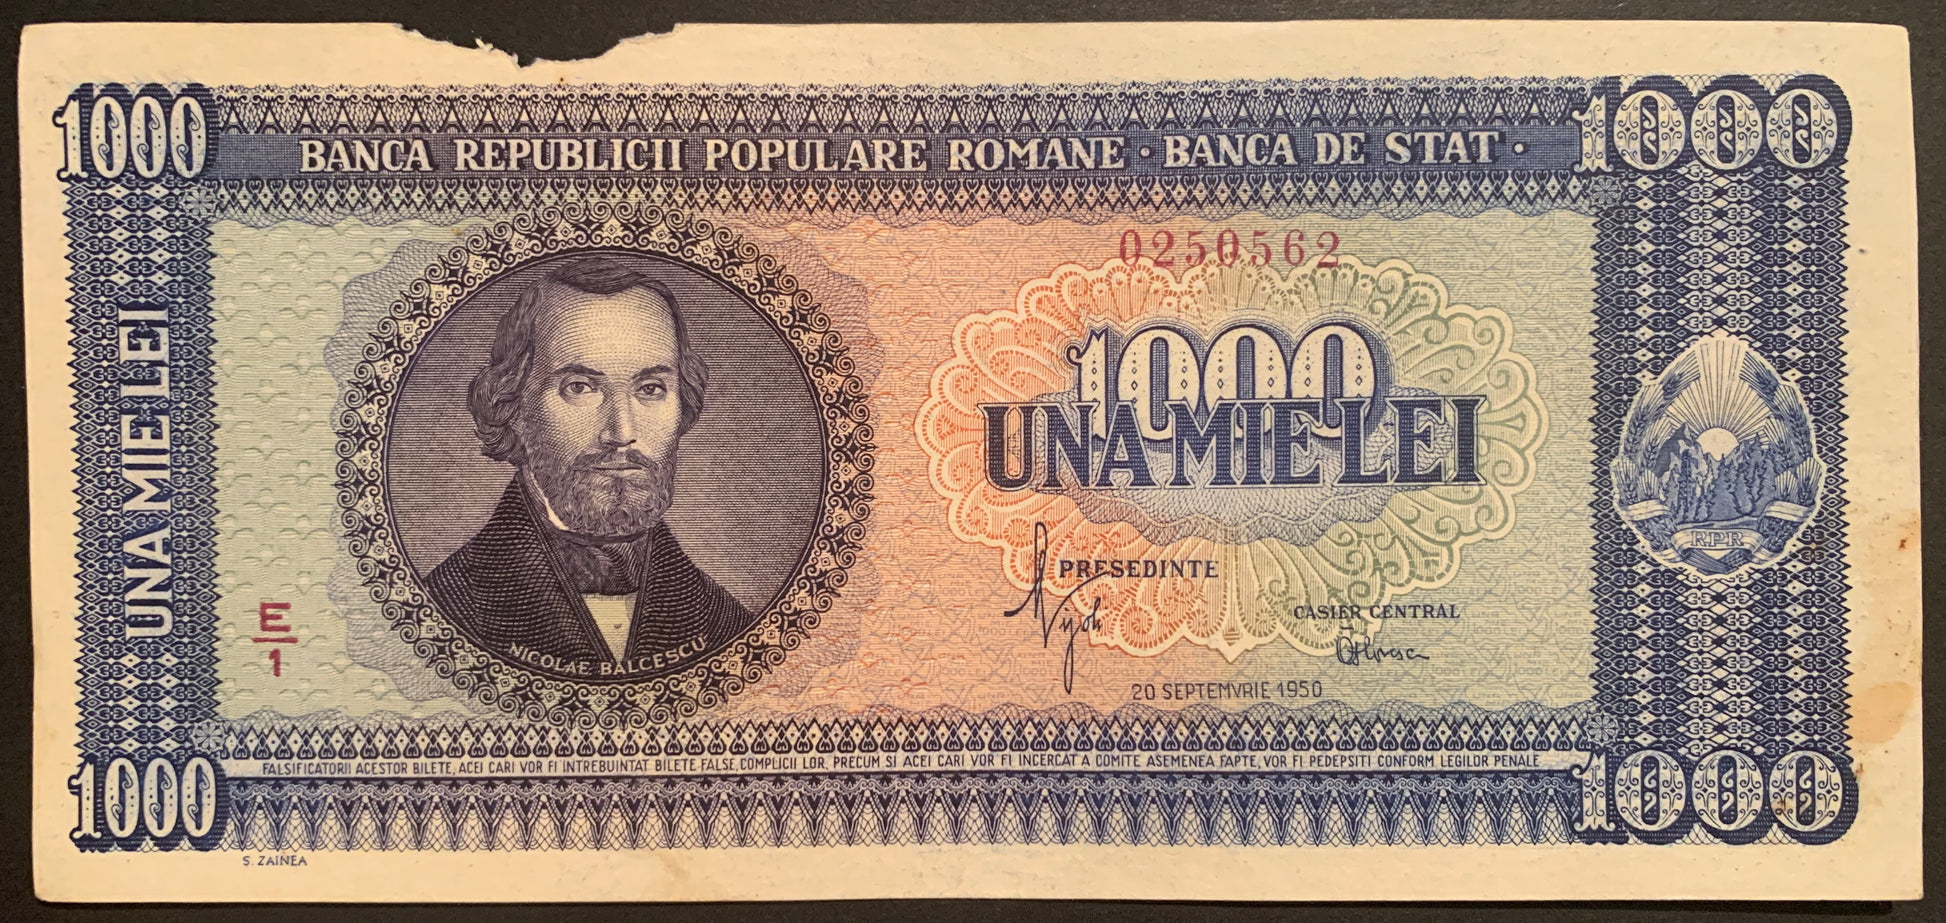 1000
1000
BANCA REPUBLICII POPULARE ROMANE · BANCA DE STAT ·
0250562
1000
UNA MIE LEI
UNA MIE LEI
E
1
NICOLAE BALCESCU
PRESEDINTE
CASIER CENTRAL
20 SEPTEMVRIE 1950
RPR
FALSIFICATORII ACESTOR BILETE, ACEI CARI VOR FI INTREBUINTAT BILETE FALSE, COMPLICII LOR, PRECUM SI ACEI CARI VOR FI INCERCAT A COMITE ASEMENEA FAPTE, VOR FI PEDEPSITI CONFORM LEGILOR PENALE
1000
1000
S. ZAINEA